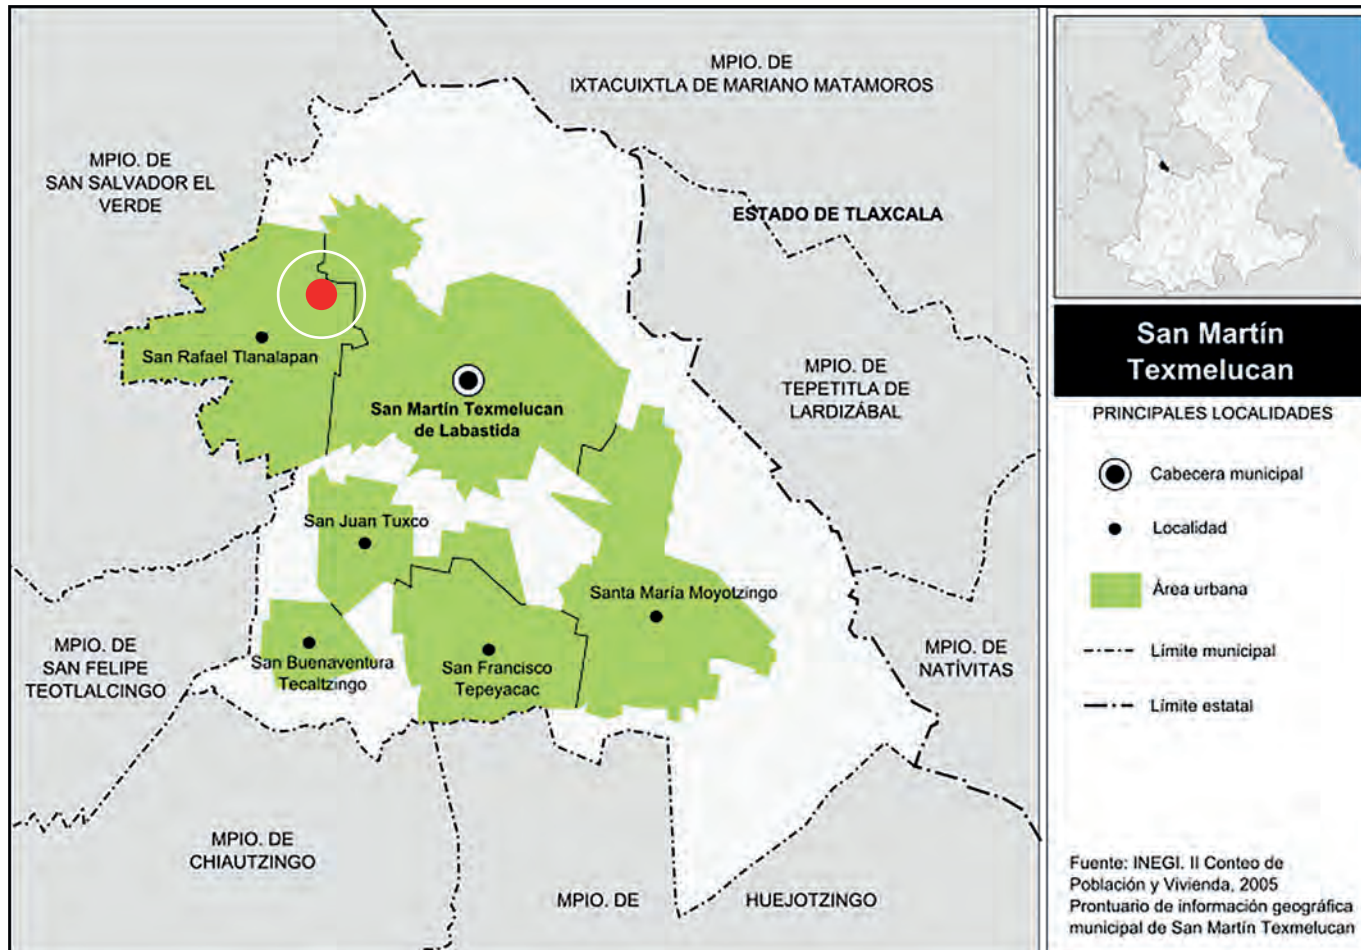 MPIO. DE
IXTACUIXTLA DE MARIANO MATAMOROS
MPIO. DE
SAN SALVADOR EL
VERDE
ESTADO DE TLAXCALA
San Rafael Tlanalapan
MPIO. DE
TEPETITLA DE
LARDIZÁBAL
San Martín Texmelucan
de Labastida
San Juan Tuxco
Santa María Moyotzingo
MPIO. DE
SAN FELIPE
TEOTLALCINGO
San Buenaventura
Tecaltzingo
San Francisco
Tepeyacac
MPIO. DE
NATÍVITAS
MPIO. DE
CHIAUTZINGO
MPIO. DE HUEJOTZINGO
San Martín
Texmelucan
PRINCIPALES LOCALIDADES
Cabecera municipal
Localidad
Área urbana
Límite municipal
Límite estatal
Fuente: INEGI. II Conteo de
Población y Vivienda, 2005
Prontuario de información geográfica
municipal de San Martín Texmelucan